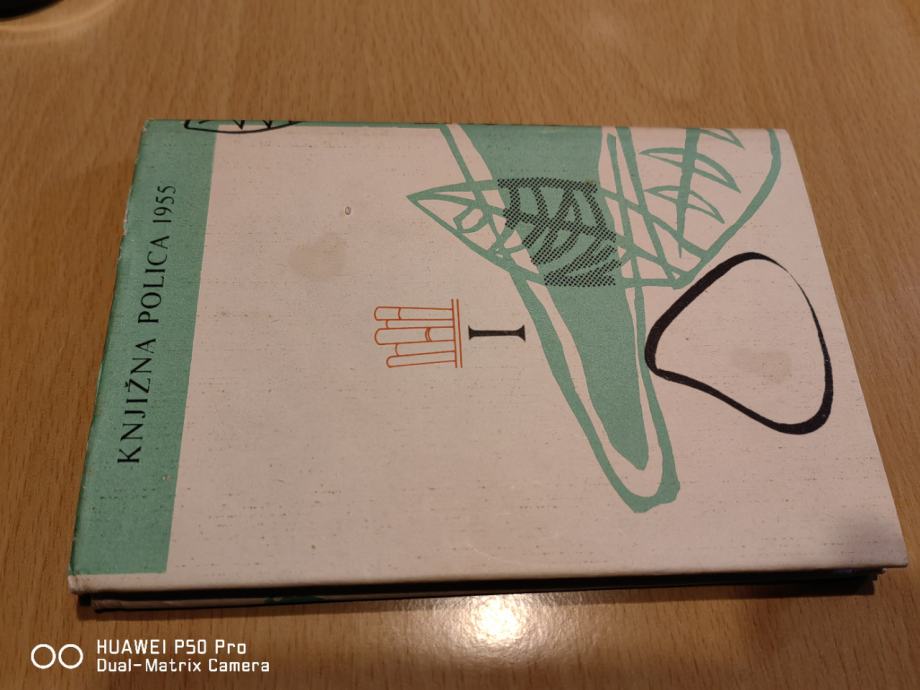 KNJIŽNA POLICA 1955
I
HUAWEI P50 Pro
Dual-Matrix Camera